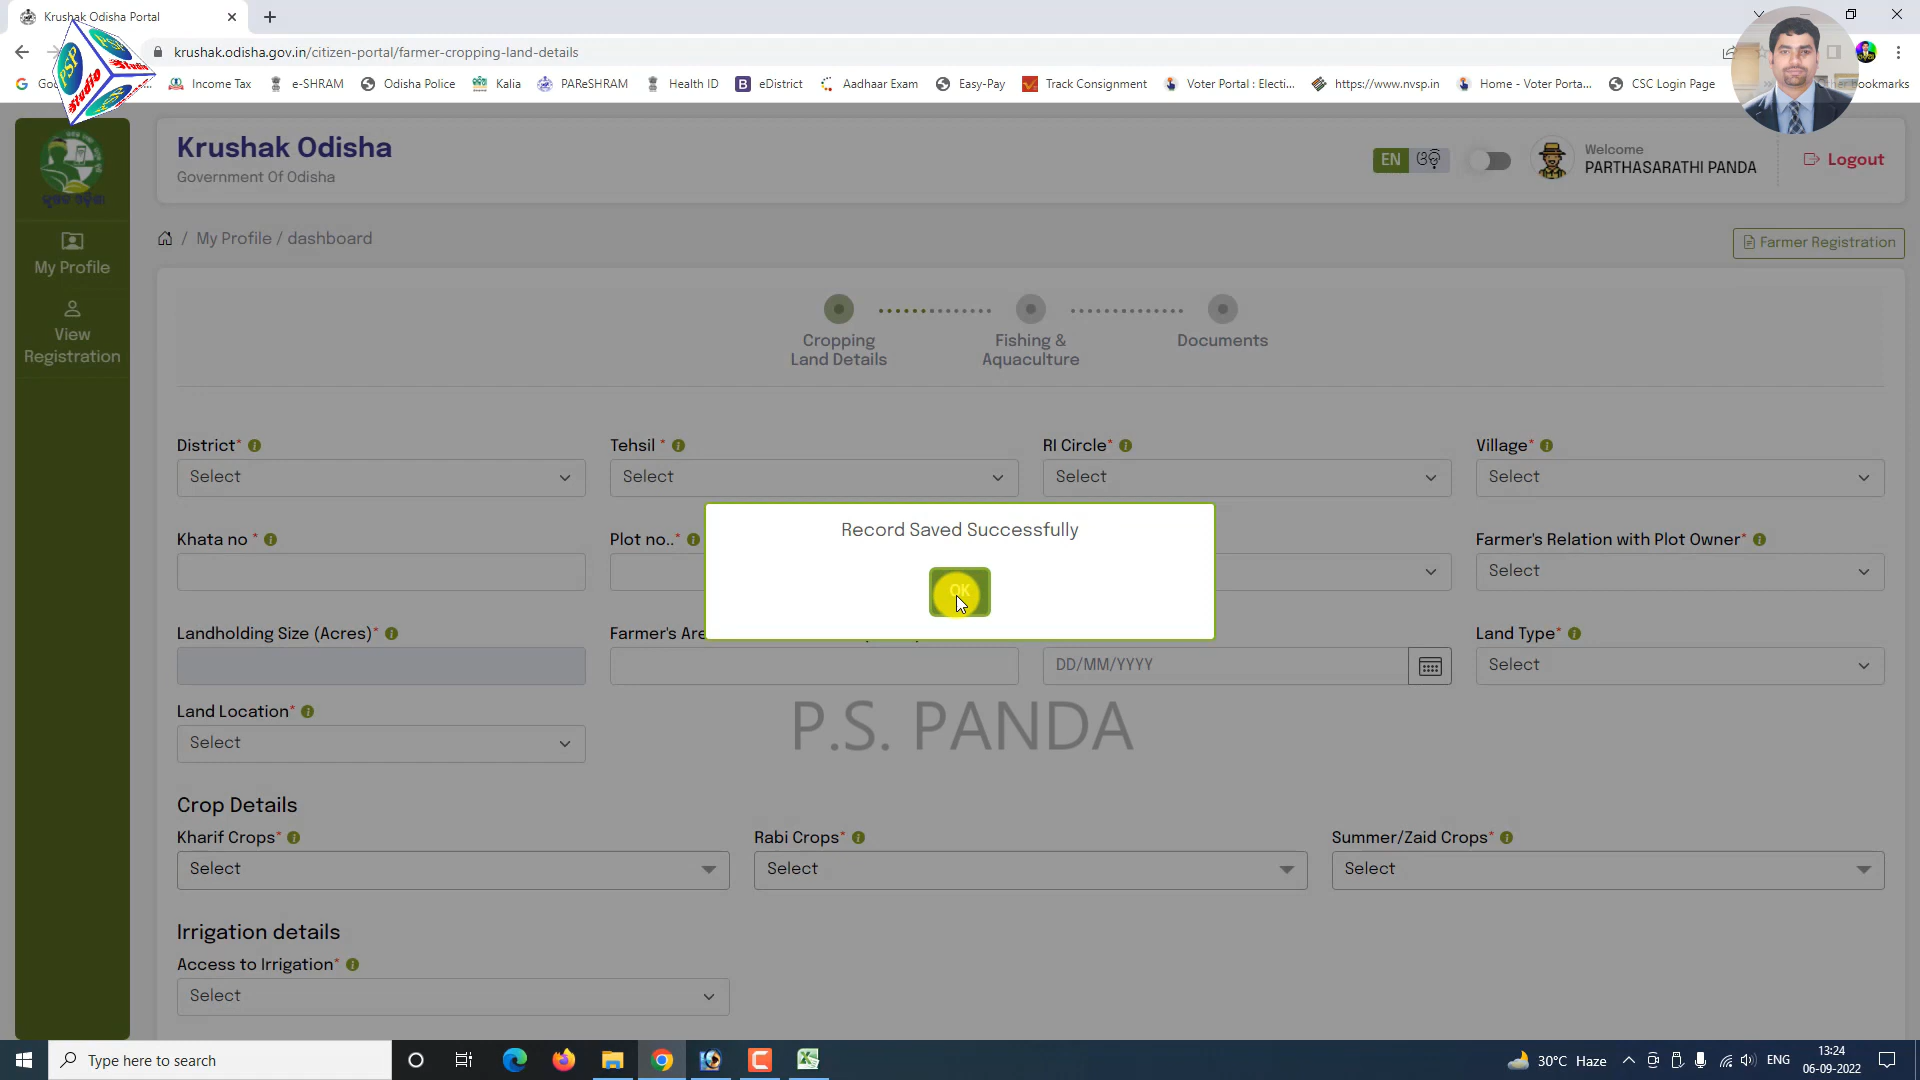 Krushak Odisha Portal
krushak.odisha.gov.in/citizen-portal/farmer-cropping-land-details
Income Tax
e-SHRAM
Odisha Police
Kalia
PAReSHRAM
Health ID
eDistrict
Aadhaar Exam
Easy-Pay
Track Consignment
Voter Portal : Electi...
https://www.nvsp.in
Home - Voter Porta...
CSC Login Page
PSP
Studio
Krushak Odisha
Government Of Odisha
EN ଓଡ଼ି
Welcome
PARTHASARATHI PANDA
Logout
My Profile
View
Registration
/ My Profile / dashboard
Farmer Registration
Cropping
Land Details
Fishing &
Aquaculture
Documents
District*
Tehsil *
RI Circle*
Village*
Select
Select
Select
Select
Khata no *
Plot no..*
Farmer's Relation with Plot Owner*
Select
Record Saved Successfully
OK
Landholding Size (Acres)*
Farmer's Are
Land Type*
DD/MM/YYYY
Select
Land Location*
Select
P.S. PANDA
Crop Details
Kharif Crops*
Rabi Crops*
Summer/Zaid Crops*
Select
Select
Select
Irrigation details
Access to Irrigation*
Select
Type here to search
30°C Haze
ENG
13:24
06-09-2022